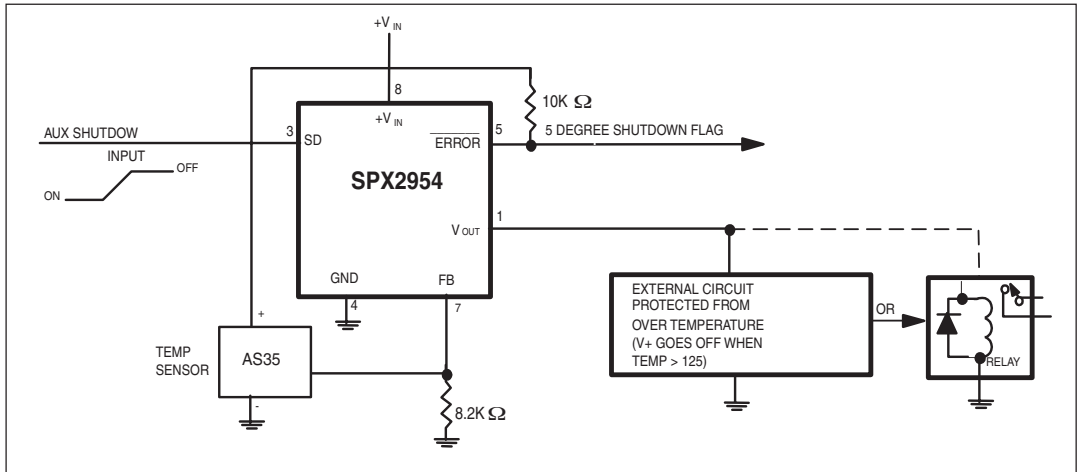 +V IN
8
+V IN
10K Ω
AUX SHUTDOW
3
SD
ERROR
5
5 DEGREE SHUTDOWN FLAG
INPUT
OFF
ON
SPX2954
1
V OUT
GND
FB
4
7
EXTERNAL CIRCUIT
PROTECTED FROM
OVER TEMPERATURE
(V+ GOES OFF WHEN
TEMP > 125)
OR
RELAY
+
TEMP
SENSOR
AS35
-
8.2K Ω